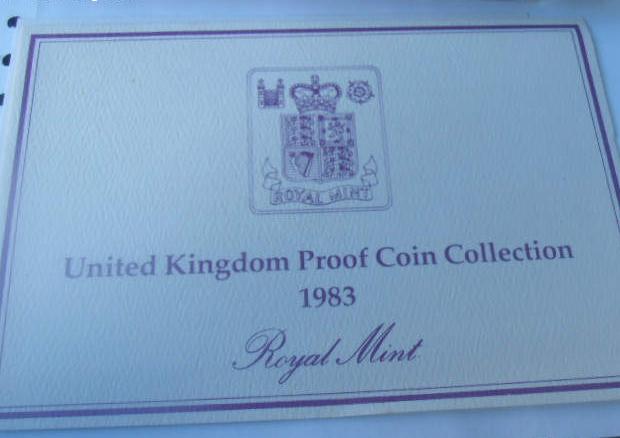 ROYAL MINT
United Kingdom Proof Coin Collection
1983
Royal Mint